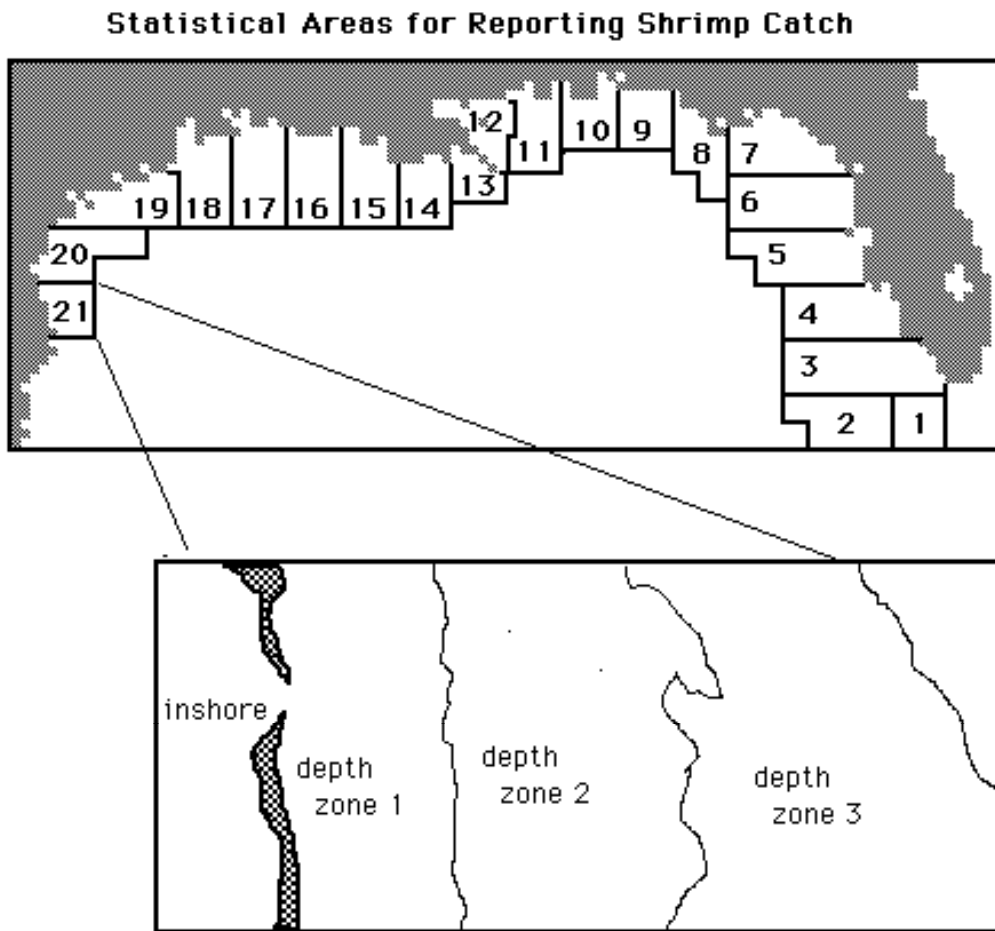 Statistical Areas for Reporting Shrimp Catch
12
10
9
11
8
7
13
6
19
18
17
16
15
14
20
5
21
4
3
2
1
inshore
depth
zone 1
depth
zone 2
depth
zone 3